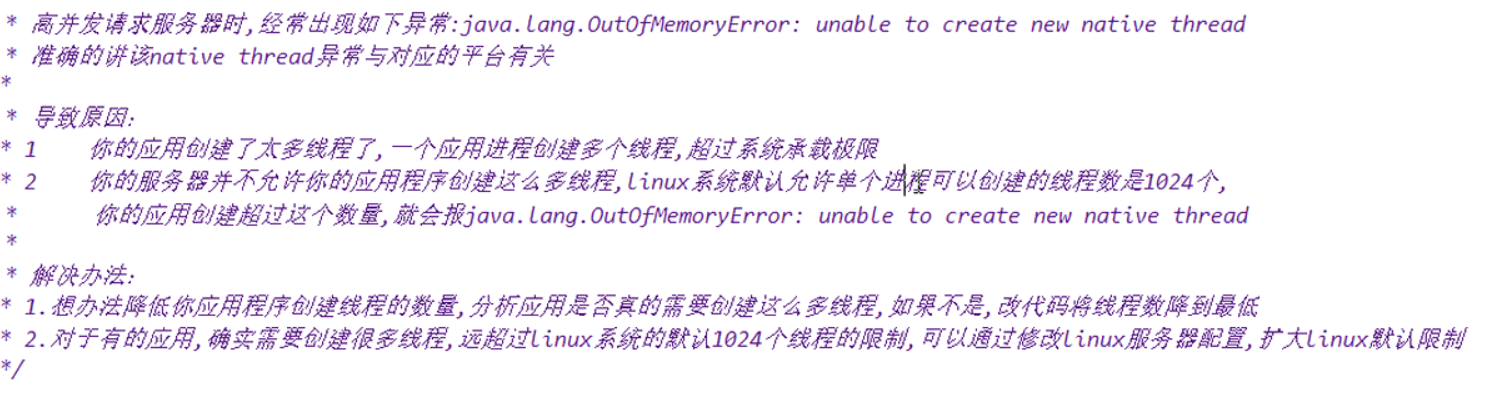 * 高并发请求服务器时,经常出现如下异常:java.lang.OutOfMemoryError: unable to create new native thread
* 准确的讲该native thread异常与对应的平台有关
*
* 导致原因:
* 1 你的应用创建了太多线程了,一个应用进程创建多个线程,超过系统承载极限
* 2 你的服务器并不允许你的应用程序创建这么多线程,linux系统默认允许单个进程可以创建的线程数是1024个,
* 你的应用创建超过这个数量,就会报java.lang.OutOfMemoryError: unable to create new native thread
*
* 解决办法:
* 1.想办法降低你应用程序创建线程的数量,分析应用是否真的需要创建这么多线程,如果不是,改代码将线程数降到最低
* 2.对于有的应用,确实需要创建很多线程,远超过linux系统的默认1024个线程的限制,可以通过修改linux服务器配置,扩大linux默认限制
*/